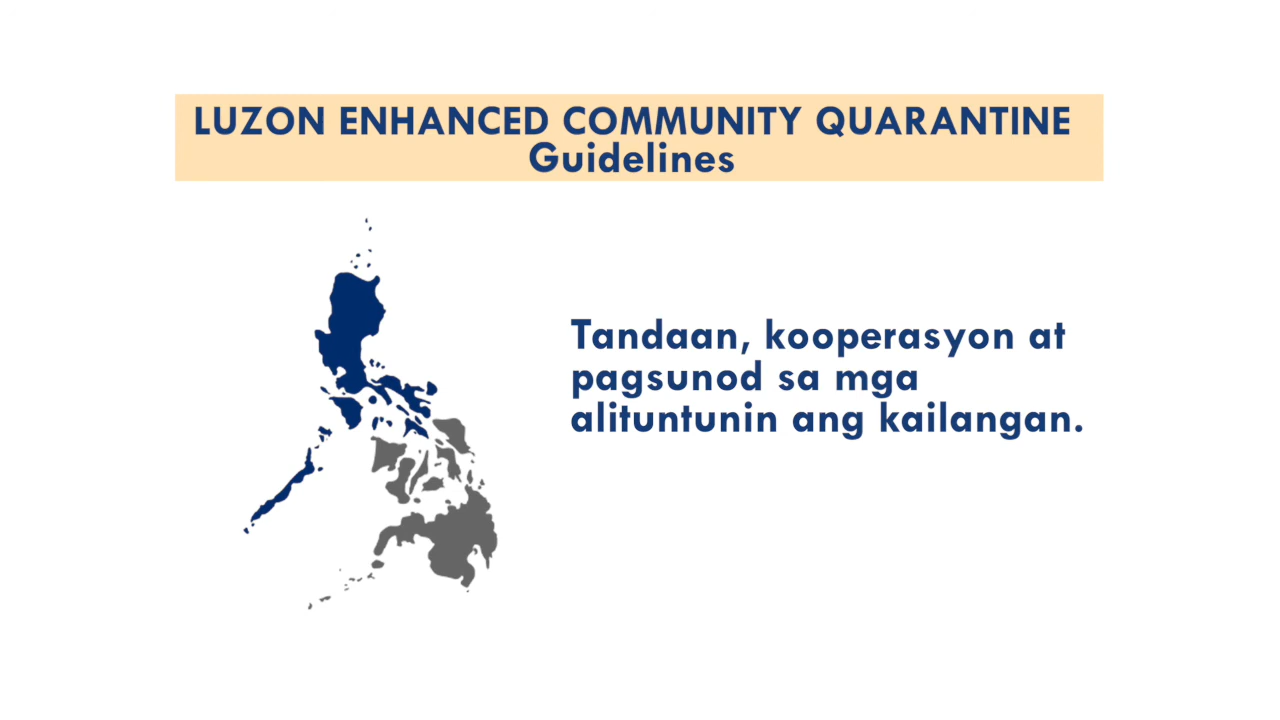 LUZON ENHANCED COMMUNITY QUARANTINE
Guidelines
Tandaan, kooperasyon at
pagsunod sa mga
alituntunin ang kailangan.